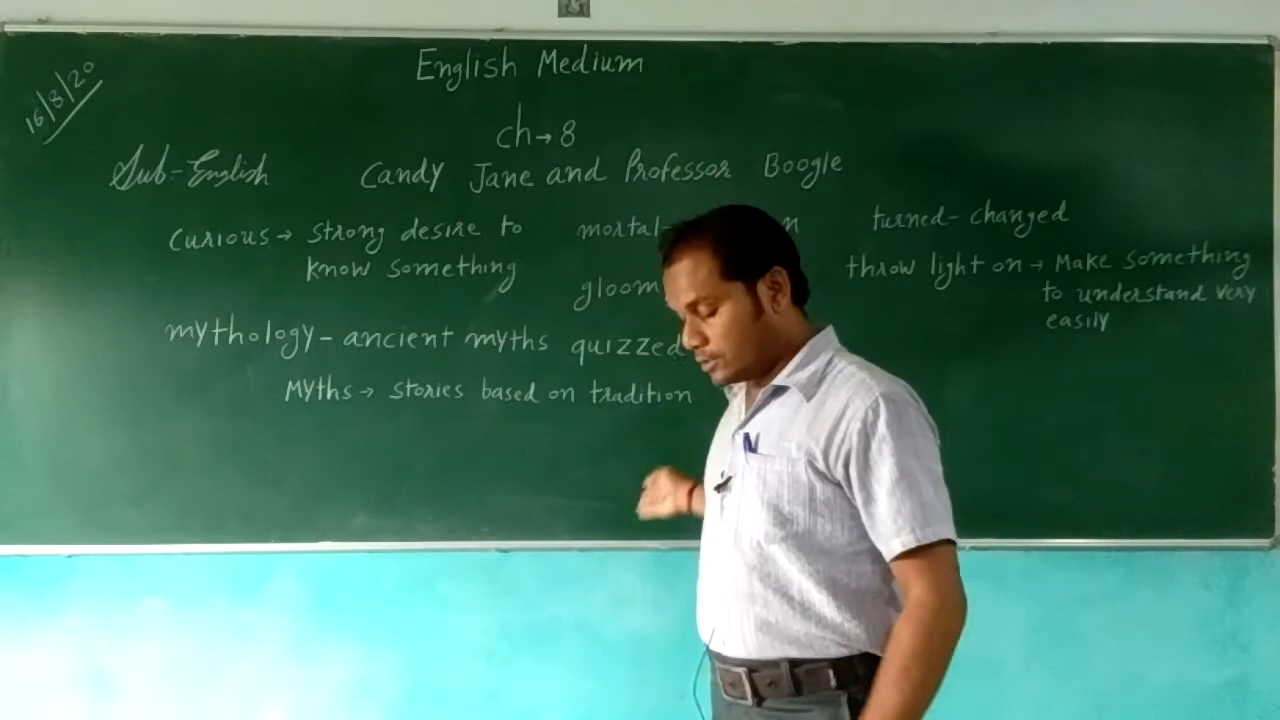 16/8/20
English Medium
ch→8
Sub-English
Candy Jane and Professor Boogle
Curious → strong desire to
know something
mythology - ancient myths
Myths → stories based on tradition
mortal-
gloom
quizzed
turned - changed
throw light on → Make something
to understand very
easily